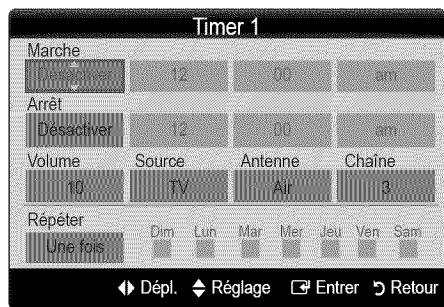 Timer 1
Marche
Désactiver 12 00 am
Arrêt
Désactiver 12 00 am
Volume Source Antenne Chaîne
10 TV Air 3
Répéter
Dim Lun Mar Mer Jeu Ven Sam
Une fois
Dépl. Réglage Entrer Retour